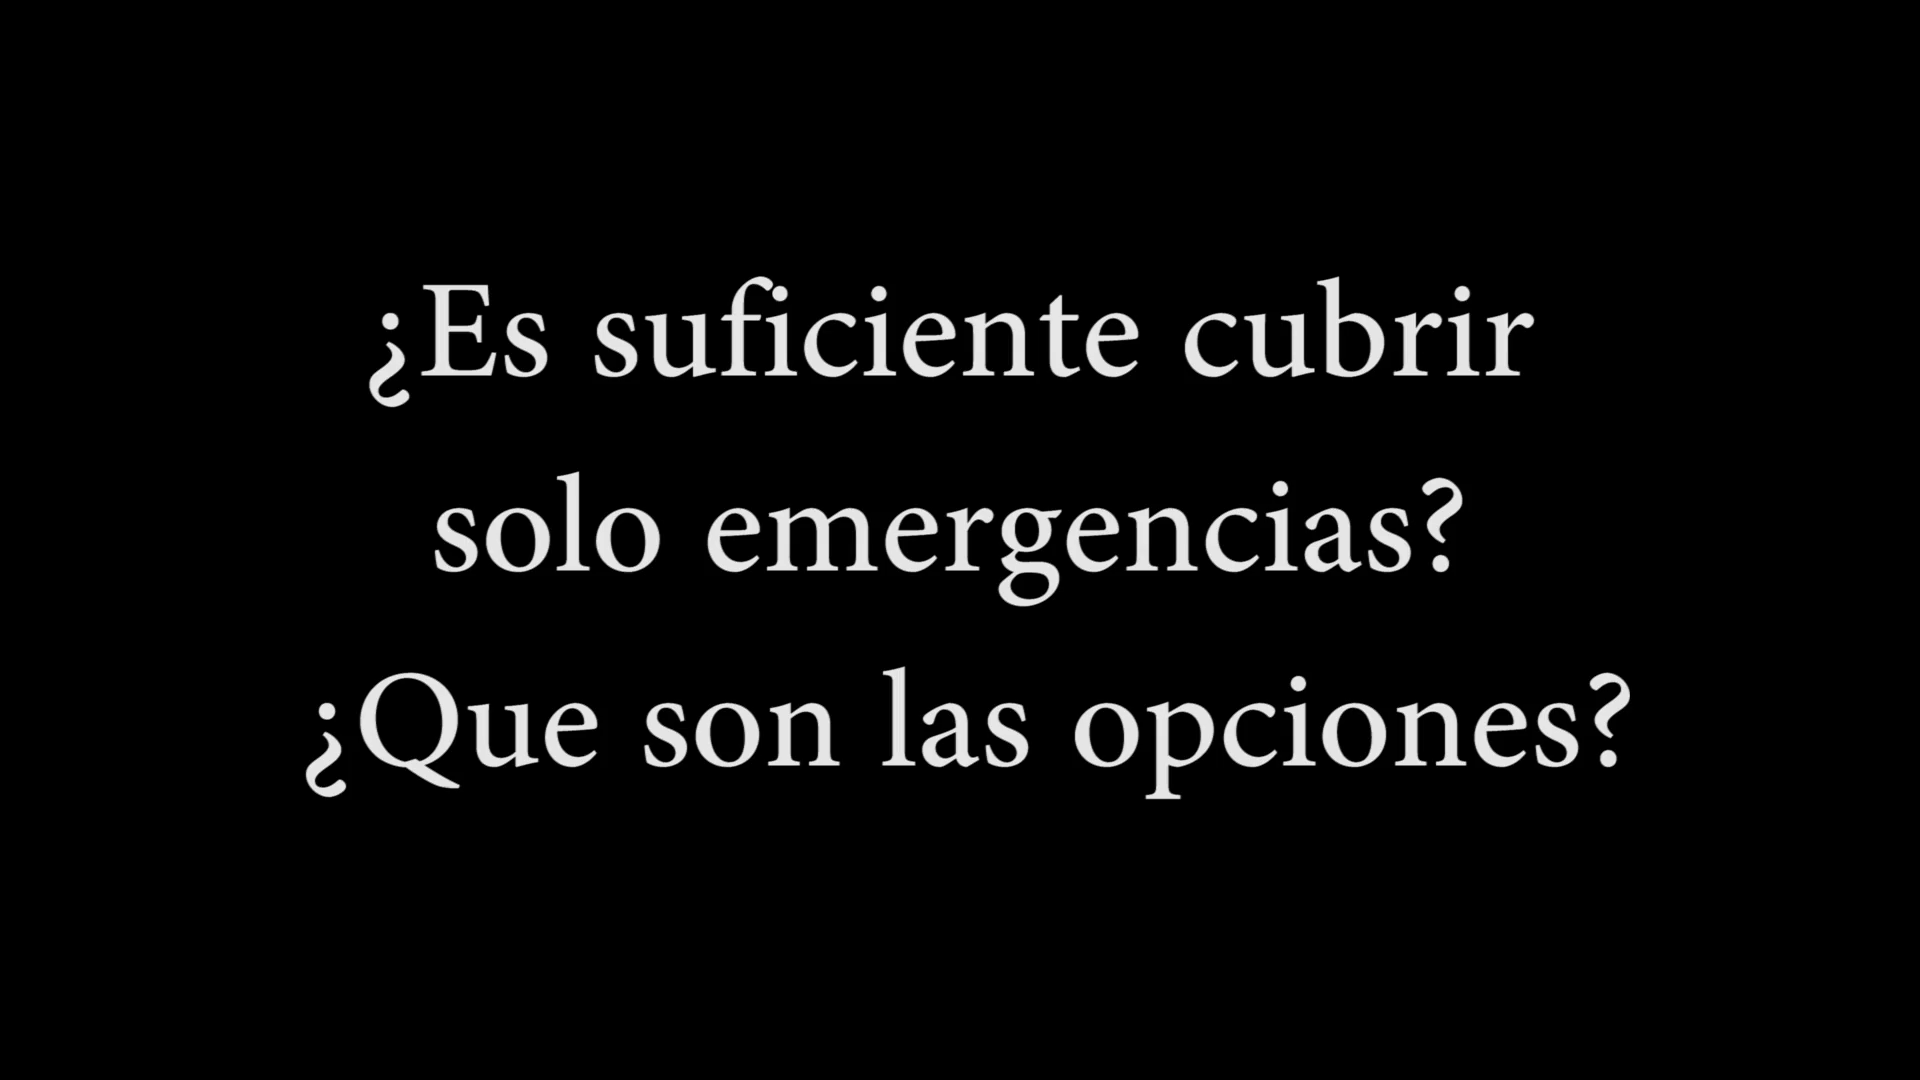 ¿Es suficiente cubrir
solo emergencias?
¿Que son las opciones?